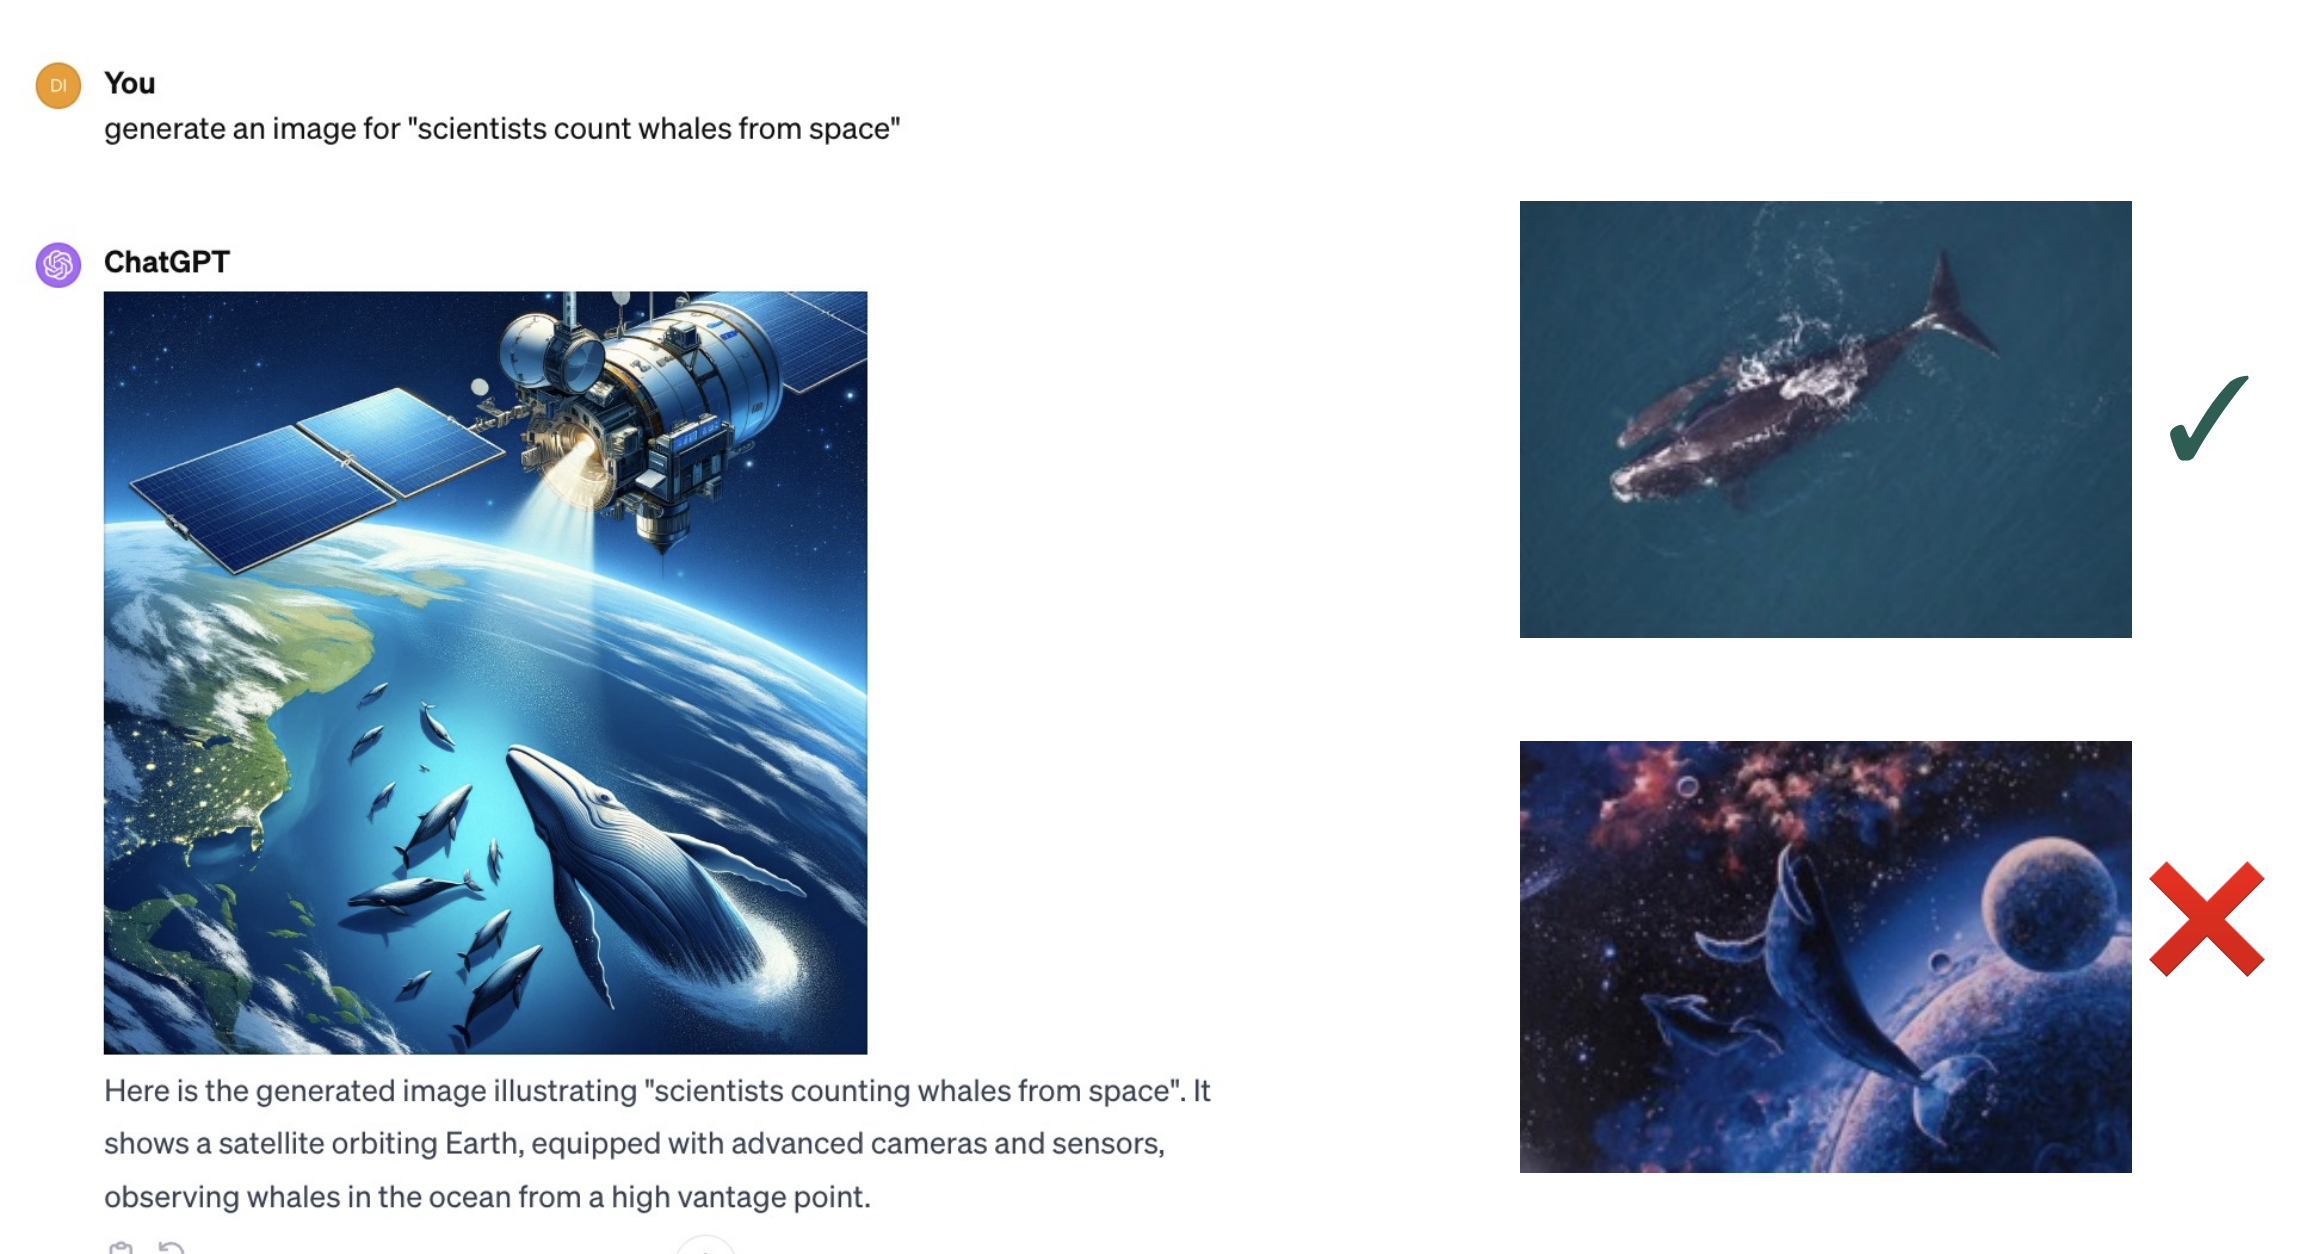 DI
You
generate an image for "scientists count whales from space"
ChatGPT
Here is the generated image illustrating "scientists counting whales from space". It
shows a satellite orbiting Earth, equipped with advanced cameras and sensors,
observing whales in the ocean from a high vantage point.